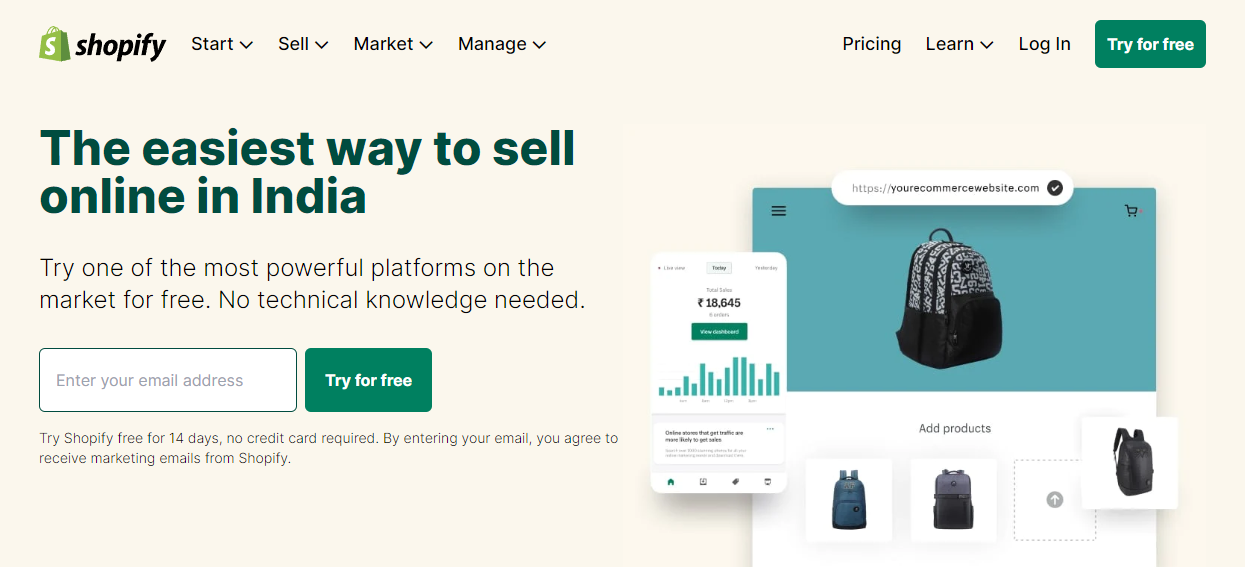 shopify
Start
Sell
Market
Manage
Pricing
Learn
Log In
Try for free
The easiest way to sell
online in India
Try one of the most powerful platforms on the
market for free. No technical knowledge needed.
Enter your email address
Try for free
Try Shopify free for 14 days, no credit card required. By entering your email, you agree to
receive marketing emails from Shopify.
https://yourecommercewebsite.com
Live view
Today
Yesterday
Total Sales
₹ 18,645
6 orders
View dashboard
Online stores that get traffic are
more likely to get sales
Add products